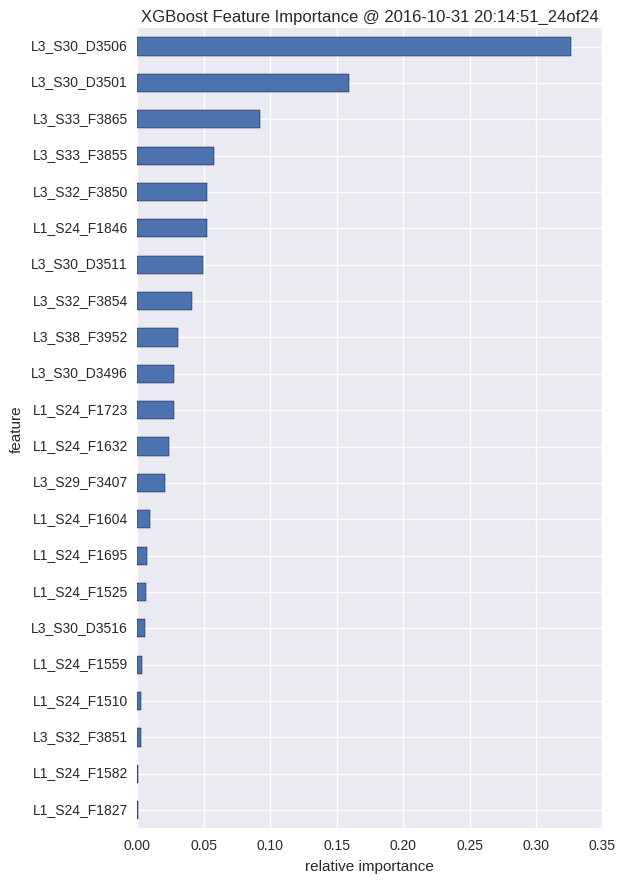 XGBoost Feature Importance @ 2016-10-31 20:14:51_24of24
L3_S30_D3506
L3_S30_D3501
L3_S33_F3865
L3_S33_F3855
L3_S32_F3850
L1_S24_F1846
L3_S30_D3511
L3_S32_F3854
L3_S38_F3952
L3_S30_D3496
L1_S24_F1723
L1_S24_F1632
L3_S29_F3407
L1_S24_F1604
L1_S24_F1695
L1_S24_F1525
L3_S30_D3516
L1_S24_F1559
L1_S24_F1510
L3_S32_F3851
L1_S24_F1582
L1_S24_F1827
feature
0.00 0.05 0.10 0.15 0.20 0.25 0.30 0.35
relative importance